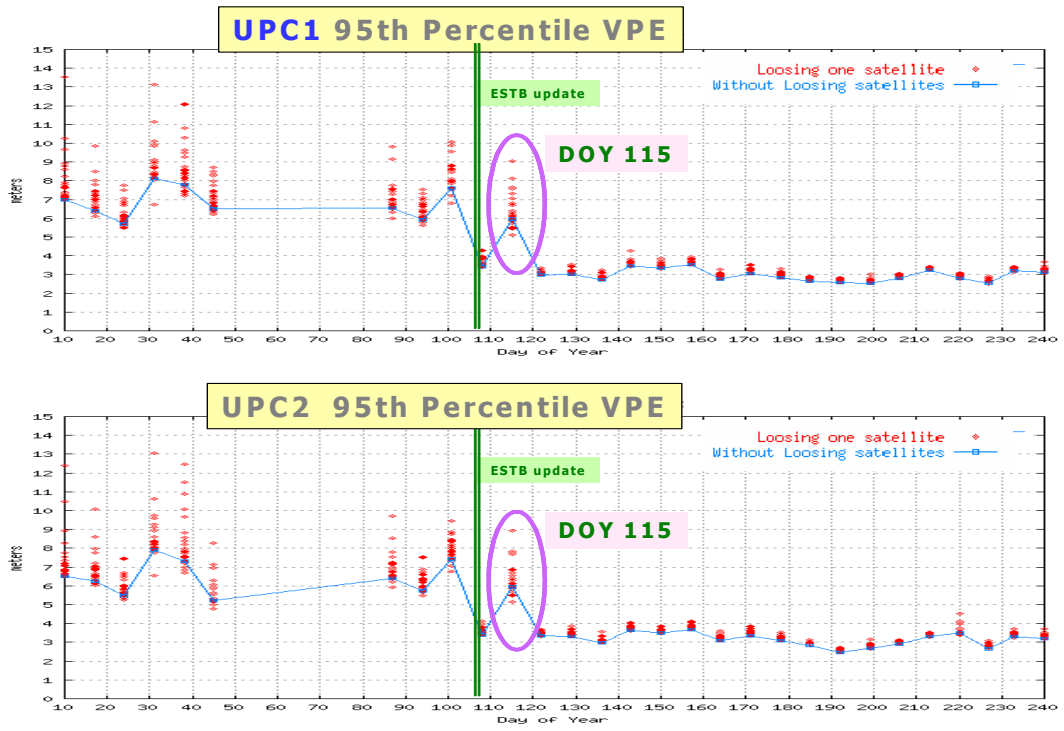 UPC1 95th Percentile VPE
15
14
13
12
11
10
9
8
7
6
5
4
3
2
1
0
meters
Loosing one satellite
Without Loosing satellites
ESTB update
DOY 115
10 20 30 40 50 60 70 80 90 100 110 120 130 140 150 160 170 180 190 200 210 220 230 240
Day of Year
UPC2 95th Percentile VPE
15
14
13
12
11
10
9
8
7
6
5
4
3
2
1
0
meters
Loosing one satellite
Without Loosing satellites
ESTB update
DOY 115
10 20 30 40 50 60 70 80 90 100 110 120 130 140 150 160 170 180 190 200 210 220 230 240
Day of Year